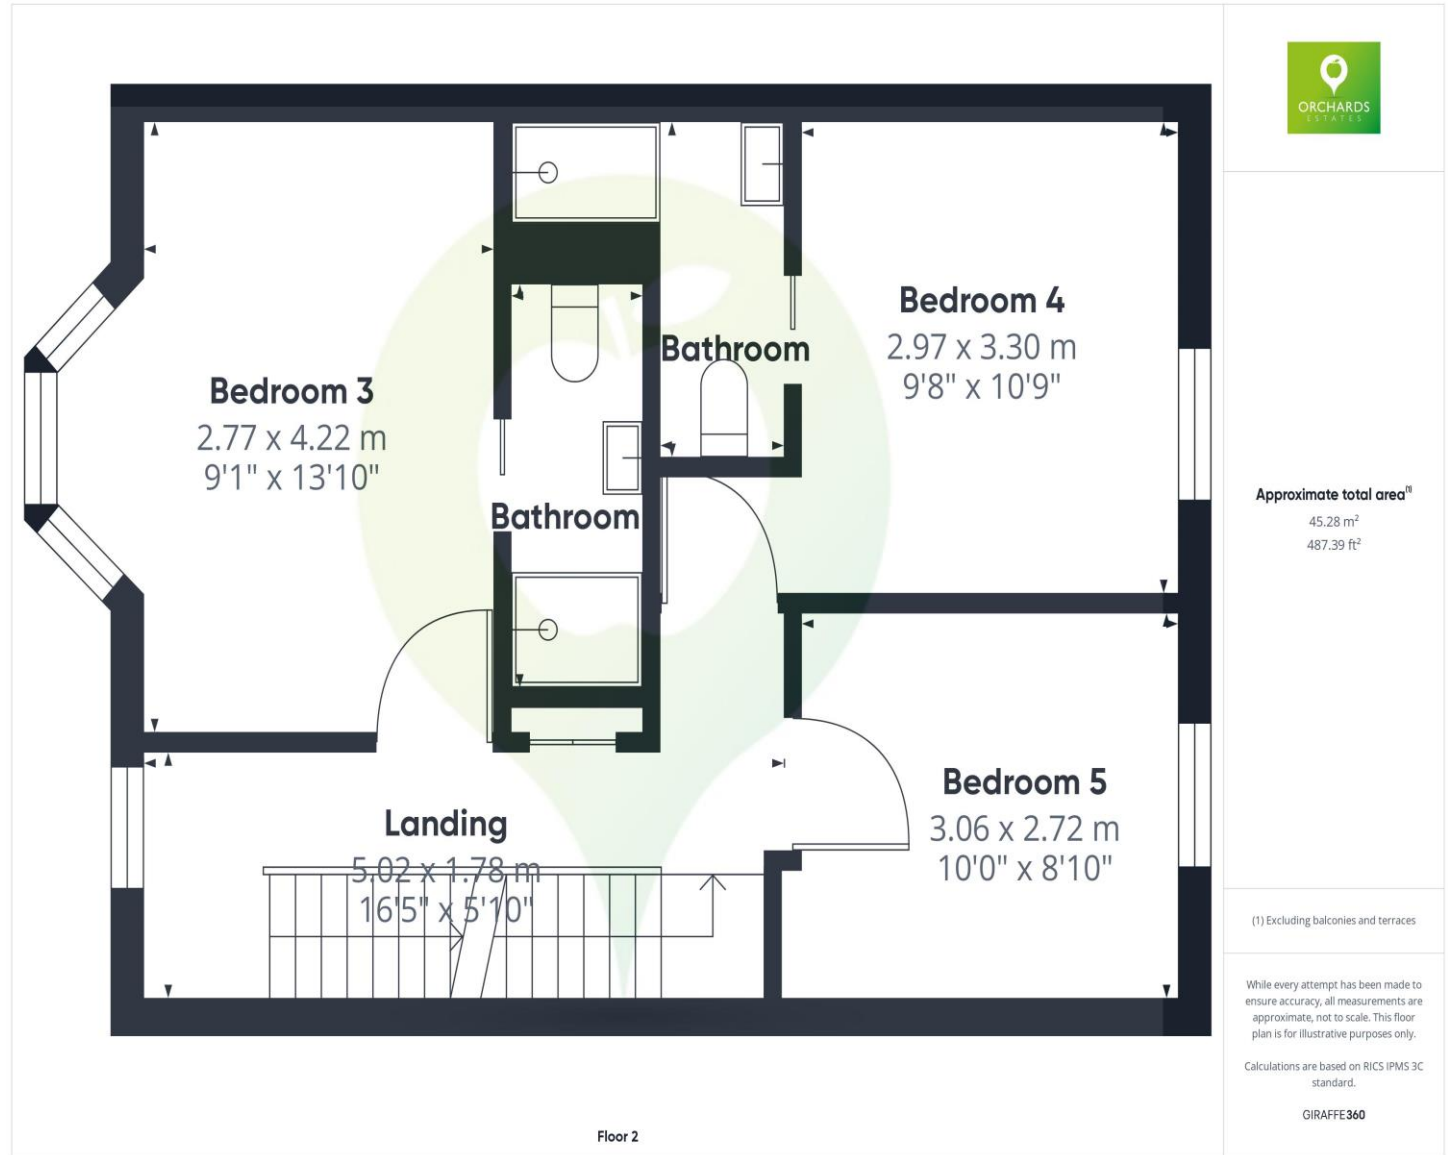 ORCHARDS
ESTATES
Bedroom 4
2.97 x 3.30 m
9'8" x 10'9"
Bathroom
Bedroom 3
2.77 x 4.22 m
9'1" x 13'10"
Bathroom
Bedroom 5
3.06 x 2.72 m
10'0" x 8'10"
Landing
5.02 x 1.78 m
16'5" x 5'10"
Floor 2
Approximate total area(1)
45.28 m²
487.39 ft²
(1) Excluding balconies and terraces
While every attempt has been made to
ensure accuracy, all measurements are
approximate, not to scale. This floor
plan is for illustrative purposes only.
Calculations are based on RICS IPMS 3C
standard.
GIRAFFE360